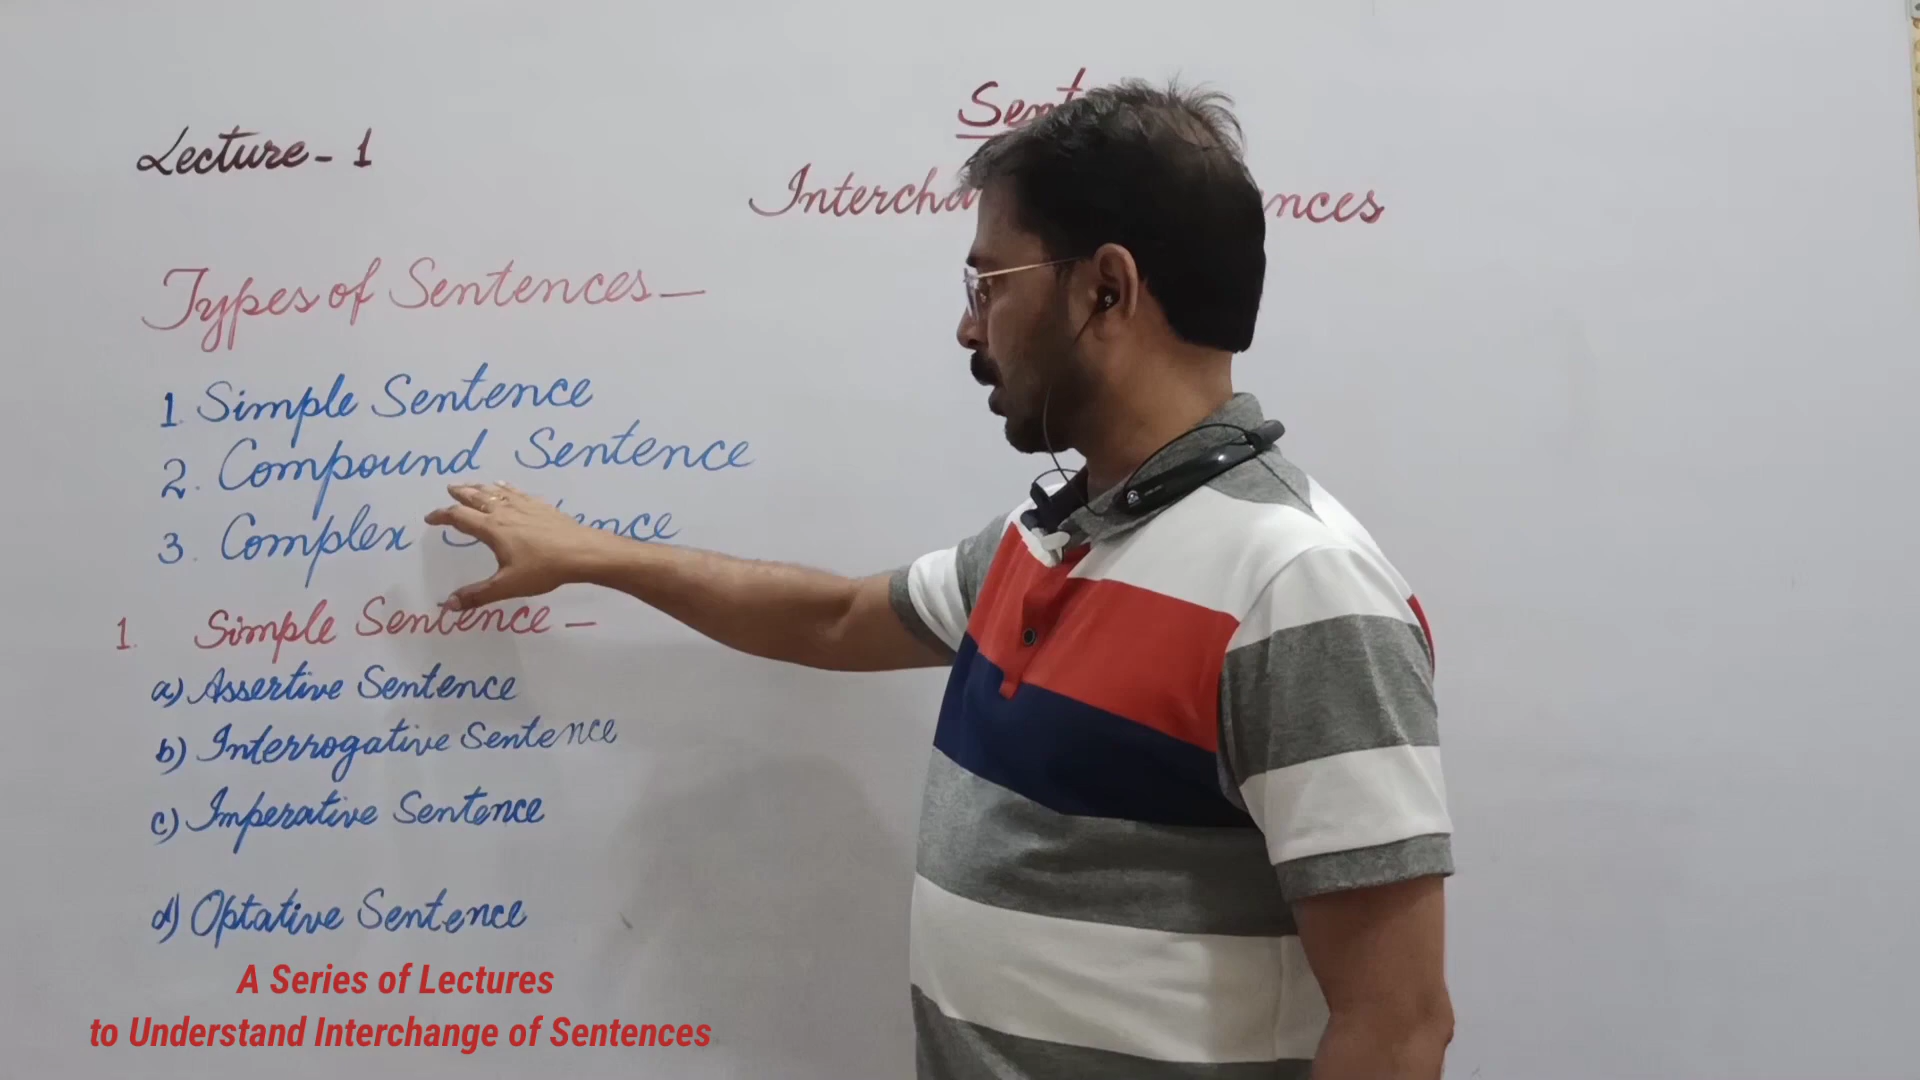 Lecture - 1
Sent
Intercha nces
Types of Sentences —
1. Simple Sentence
2. Compound Sentence
3. Complex S ence
1. Simple Sentence —
a) Assertive Sentence
b) Interrogative Sentence
c) Imperative Sentence
d) Optative Sentence
A Series of Lectures
to Understand Interchange of Sentences